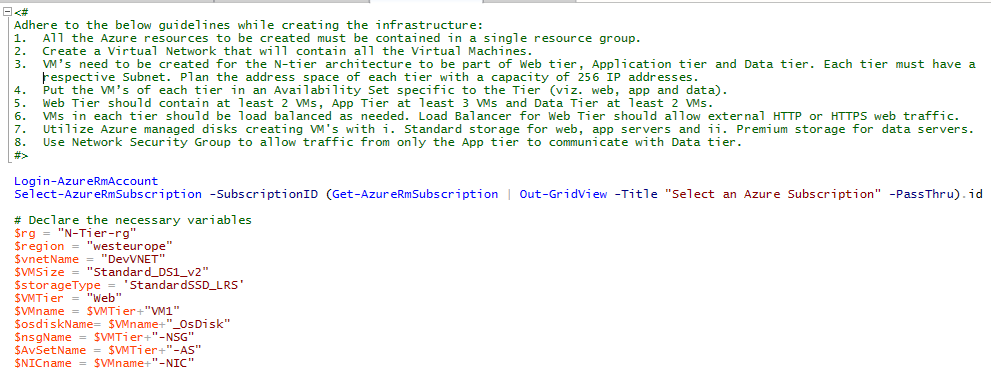 <#
Adhere to the below guidelines while creating the infrastructure:
1.  All the Azure resources to be created must be contained in a single resource group.
2.  Create a Virtual Network that will contain all the Virtual Machines.
3.  VM's need to be created for the N-tier architecture to be part of Web tier, Application tier and Data tier. Each tier must have a
    respective Subnet. Plan the address space of each tier with a capacity of 256 IP addresses.
4.  Put the VM's of each tier in an Availability Set specific to the Tier (viz. web, app and data).
5.  Web Tier should contain at least 2 VMs, App Tier at least 3 VMs and Data Tier at least 2 VMs.
6.  VMs in each tier should be load balanced as needed. Load Balancer for Web Tier should allow external HTTP or HTTPS web traffic.
7.  Utilize Azure managed disks creating VM's with i. Standard storage for web, app servers and ii. Premium storage for data servers.
8.  Use Network Security Group to allow traffic from only the App tier to communicate with Data tier.
#>
Login-AzureRmAccount
Select-AzureRmSubscription -SubscriptionID (Get-AzureRmSubscription | Out-GridView -Title "Select an Azure Subscription" -PassThru).id
# Declare the necessary variables
$rg = "N-Tier-rg"
$region = "westeurope"
$vnetName = "DevVNET"
$VMSize = "Standard_DS1_v2"
$storageType = 'StandardSSD_LRS'
$VMTier = "Web"
$VMname = $VMTier+"VM1"
$osdiskName= $VMname+"_OsDisk"
$nsgName = $VMTier+"-NSG"
$AvSetName = $VMTier+"-AS"
$NICname = $VMname+"-NIC"